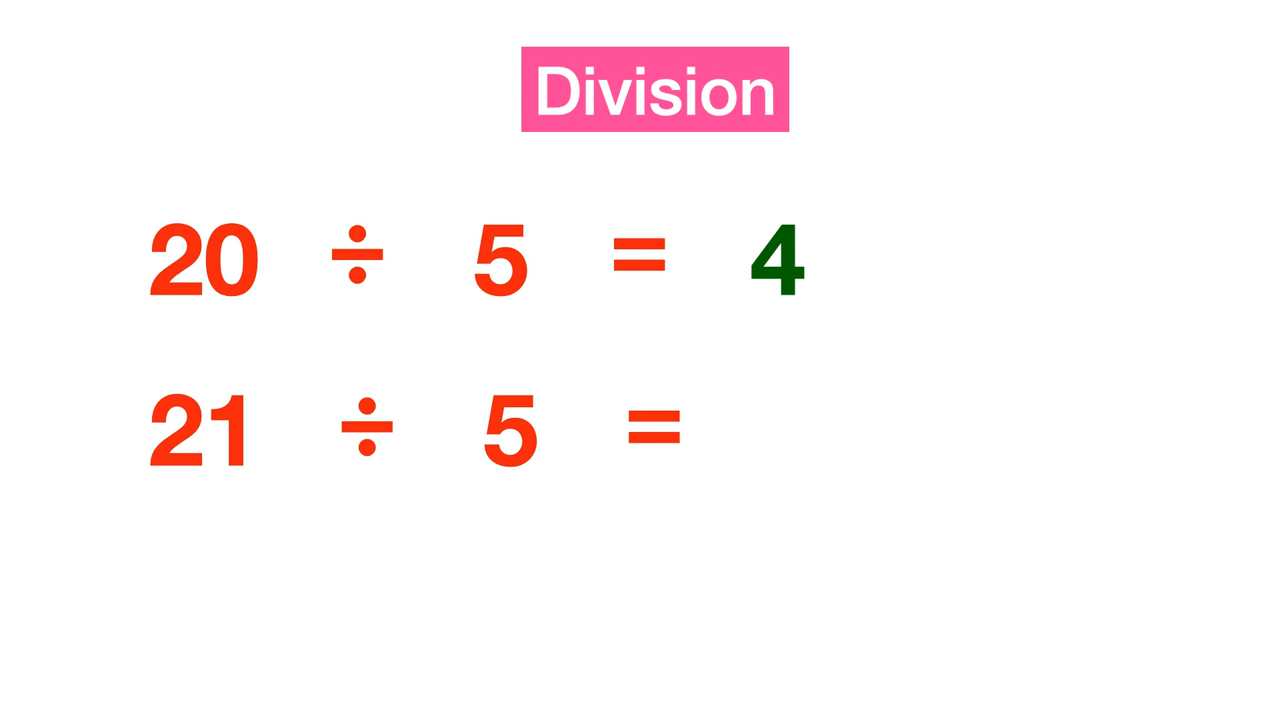 Division
20 ÷ 5 = 4
21 ÷ 5 =